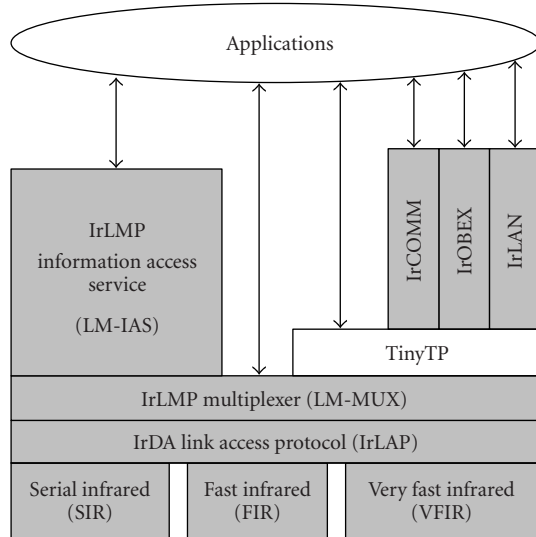 Applications
IrLMP
information access
service
(LM-IAS)
IrCOMM
IrOBEX
IrLAN
TinyTP
IrLMP multiplexer (LM-MUX)
IrDA link access protocol (IrLAP)
Serial infrared
(SIR)
Fast infrared
(FIR)
Very fast infrared
(VFIR)